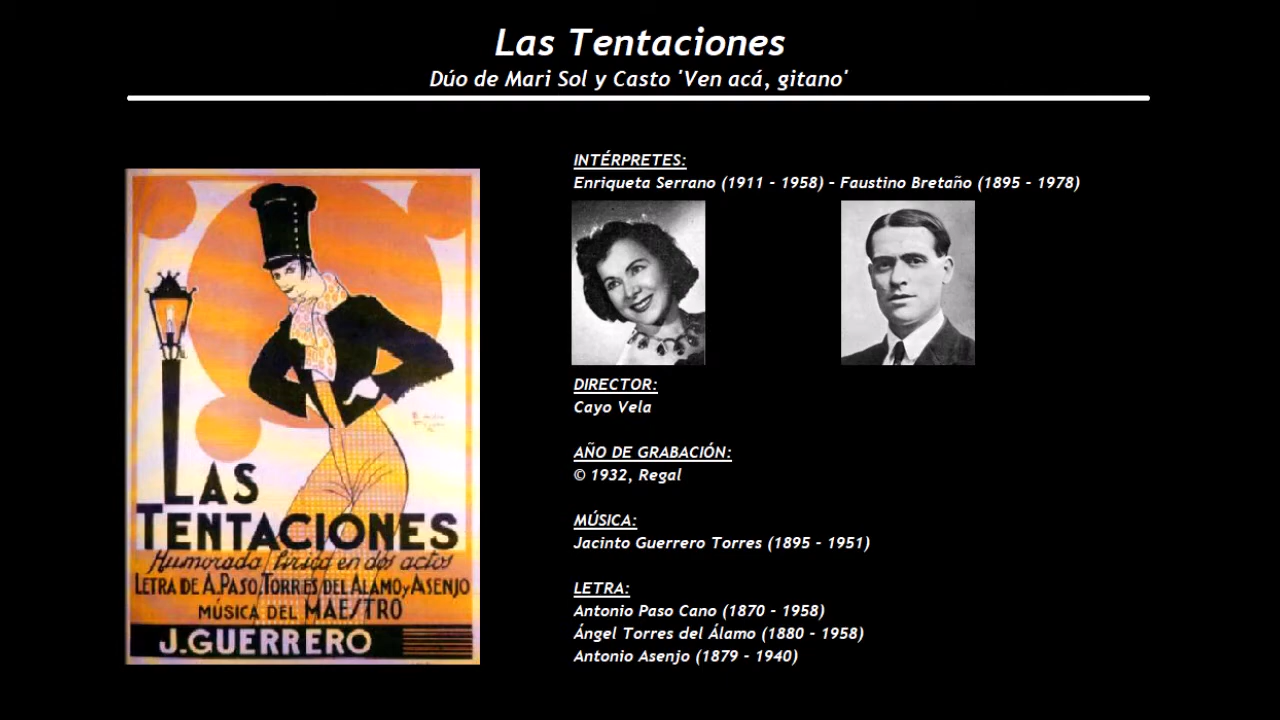 Las Tentaciones
Dúo de Mari Sol y Casto 'Ven acá, gitano'
LAS
TENTACIONES
Humorada lírica en dos actos
LETRA DE A. PASO, TORRES DEL ALAMO y ASENJO
MÚSICA DEL MAESTRO
J. GUERRERO
INTÉRPRETES:
Enriqueta Serrano (1911 - 1958) - Faustino Bretaño (1895 - 1978)
DIRECTOR:
Cayo Vela
AÑO DE GRABACIÓN:
© 1932, Regal
MÚSICA:
Jacinto Guerrero Torres (1895 - 1951)
LETRA:
Antonio Paso Cano (1870 - 1958)
Ángel Torres del Álamo (1880 - 1958)
Antonio Asenjo (1879 - 1940)